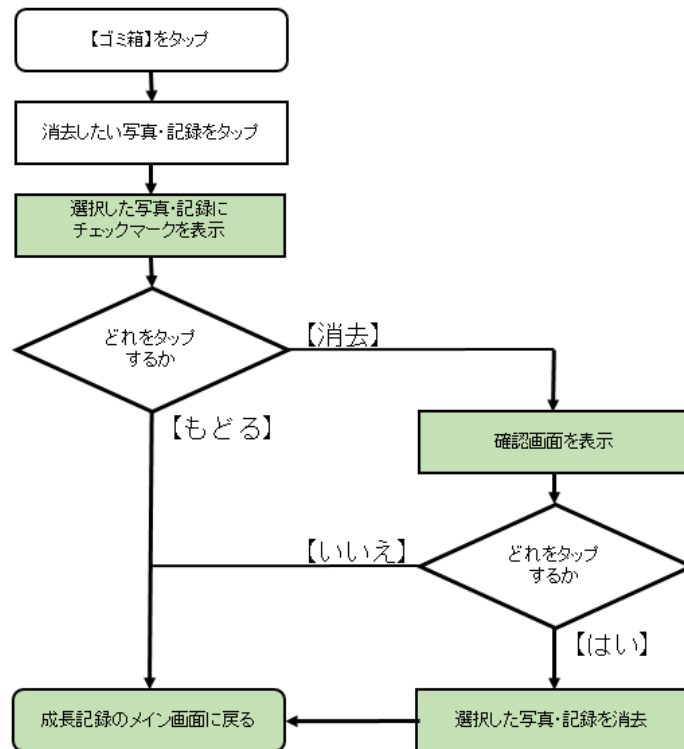 【ゴミ箱】をタップ
消去したい写真・記録をタップ
選択した写真・記録に
チェックマークを表示
どれをタップ
するか
【消去】
【もどる】
確認画面を表示
どれをタップ
するか
【いいえ】
【はい】
選択した写真・記録を消去
成長記録のメイン画面に戻る